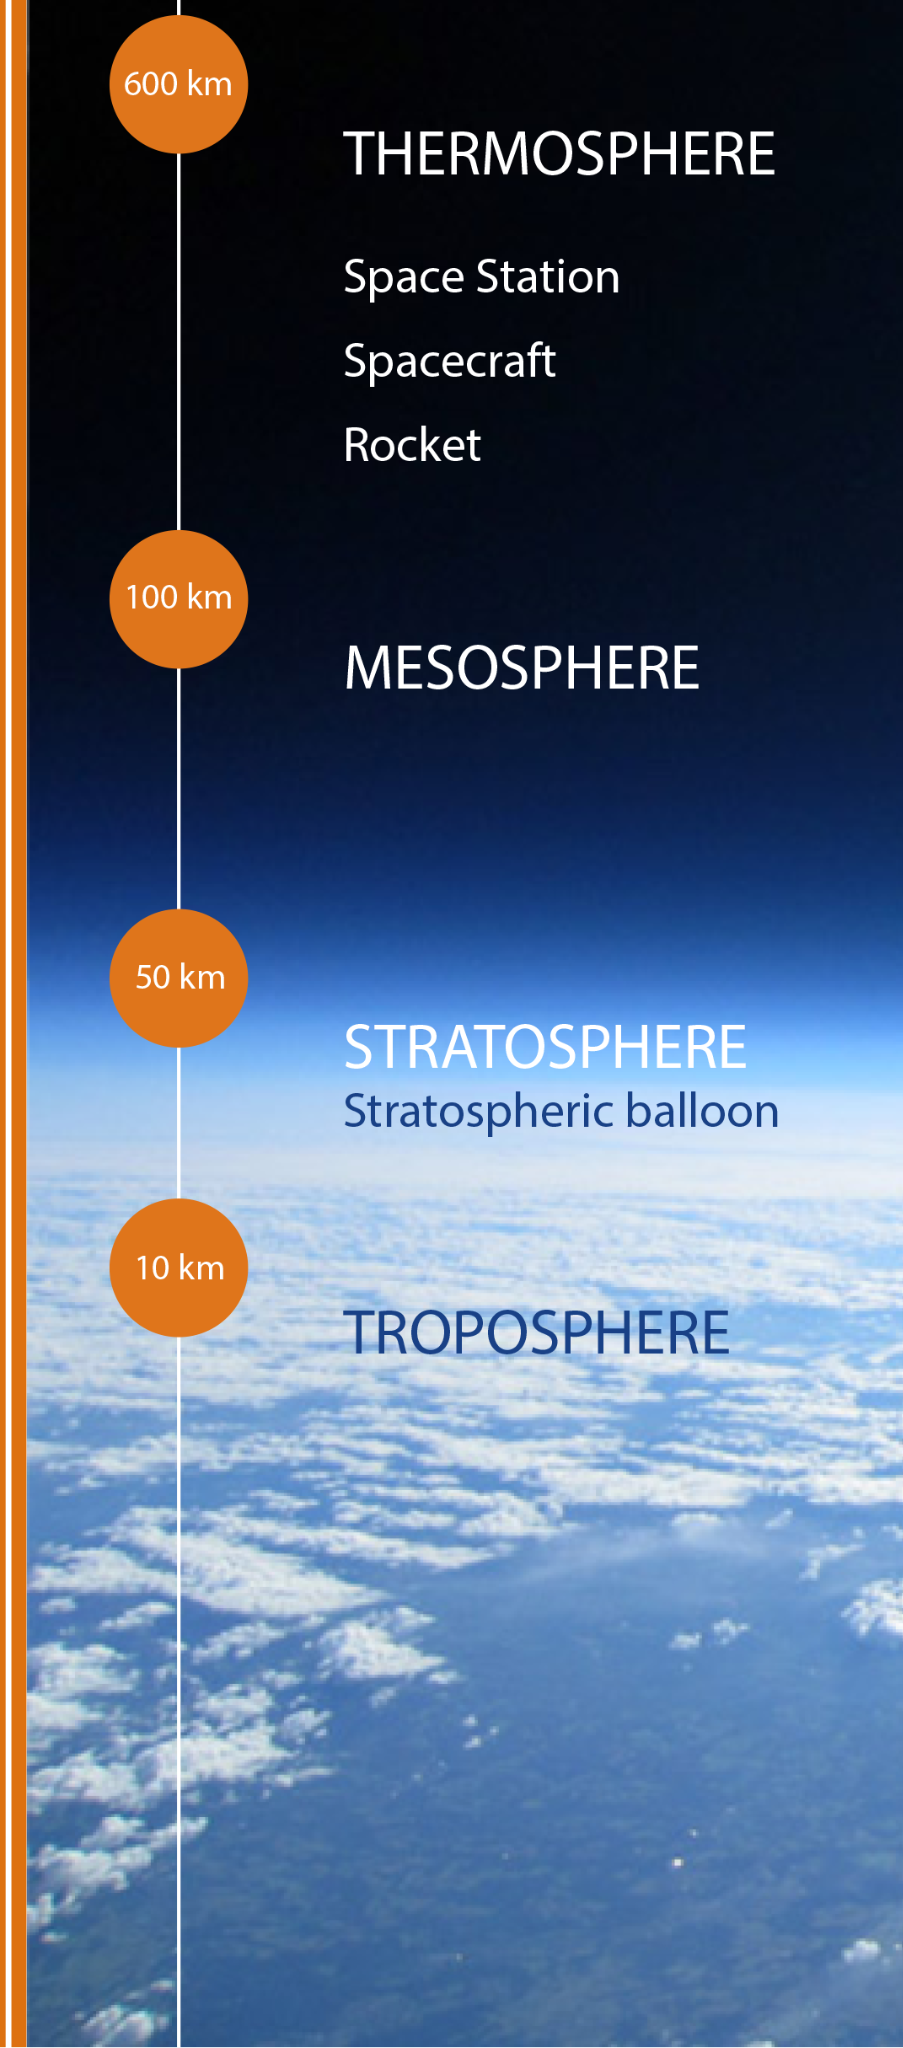 600 km
THERMOSPHERE
Space Station
Spacecraft
Rocket
100 km
MESOSPHERE
50 km
STRATOSPHERE
Stratospheric balloon
10 km
TROPOSPHERE